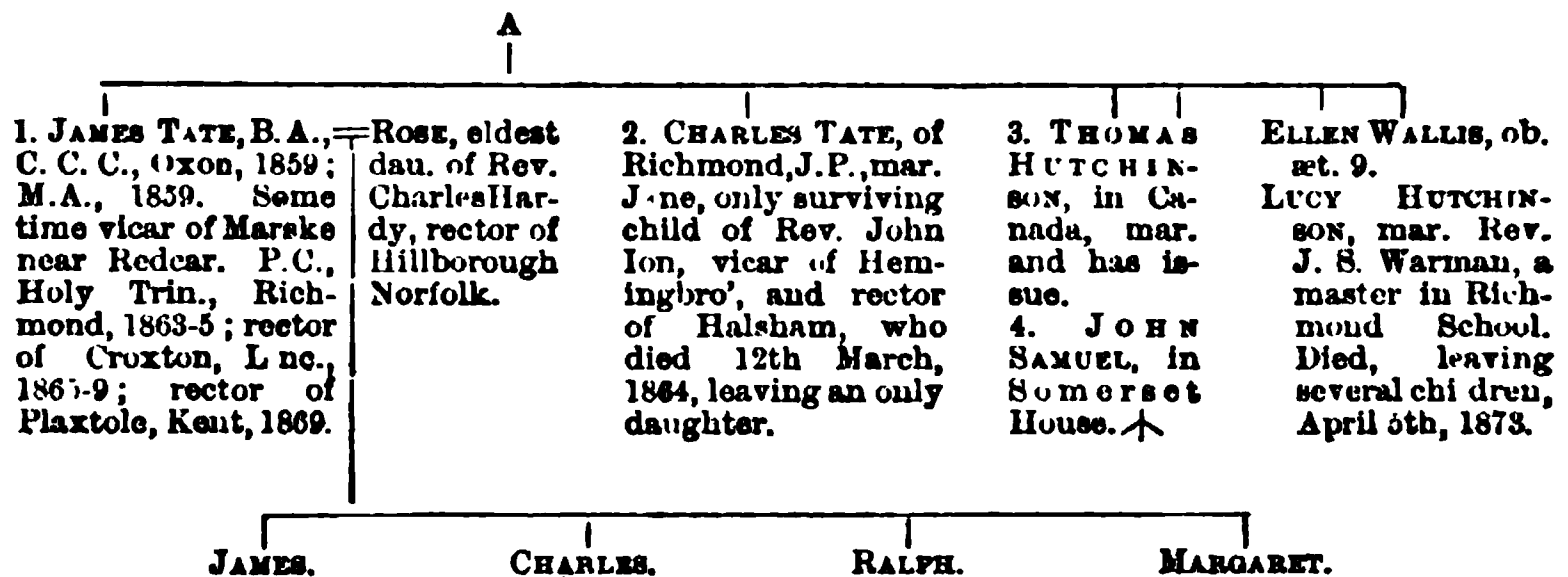 A
1. JAMES TATE, B.A.,
C. C. C., Oxon, 1859;
M.A., 1859. Some
time vicar of Marske
near Redcar. P.C.,
Holy Trin., Rich-
mond, 1863-5; rector
of Croxton, L nc.,
1865-9; rector of
Plaxtole, Kent, 1869.
ROSE, eldest
dau. of Rev.
Charles Har-
dy, rector of
Hillborough
Norfolk.
2. CHARLES TATE, of
Richmond, J.P., mar.
J ne, only surviving
child of Rev. John
Ion, vicar of Hem-
ingbro', and rector
of Halsham, who
died 12th March,
1864, leaving an only
daughter.
3. THOMAS
HUTCHIN-
SON, in Ca-
nada, mar.
and has is-
sue.
4. JOHN
SAMUEL, in
Somerset
House.
ELLEN WALLIS, ob.
æt. 9.
LUCY HUTCHIN-
SON, mar. Rev.
J. S. Warman, a
master in Rich-
mond School.
Died, leaving
several chi dren,
April 5th, 1873.
JAMES. CHARLES. RALPH. MARGARET.